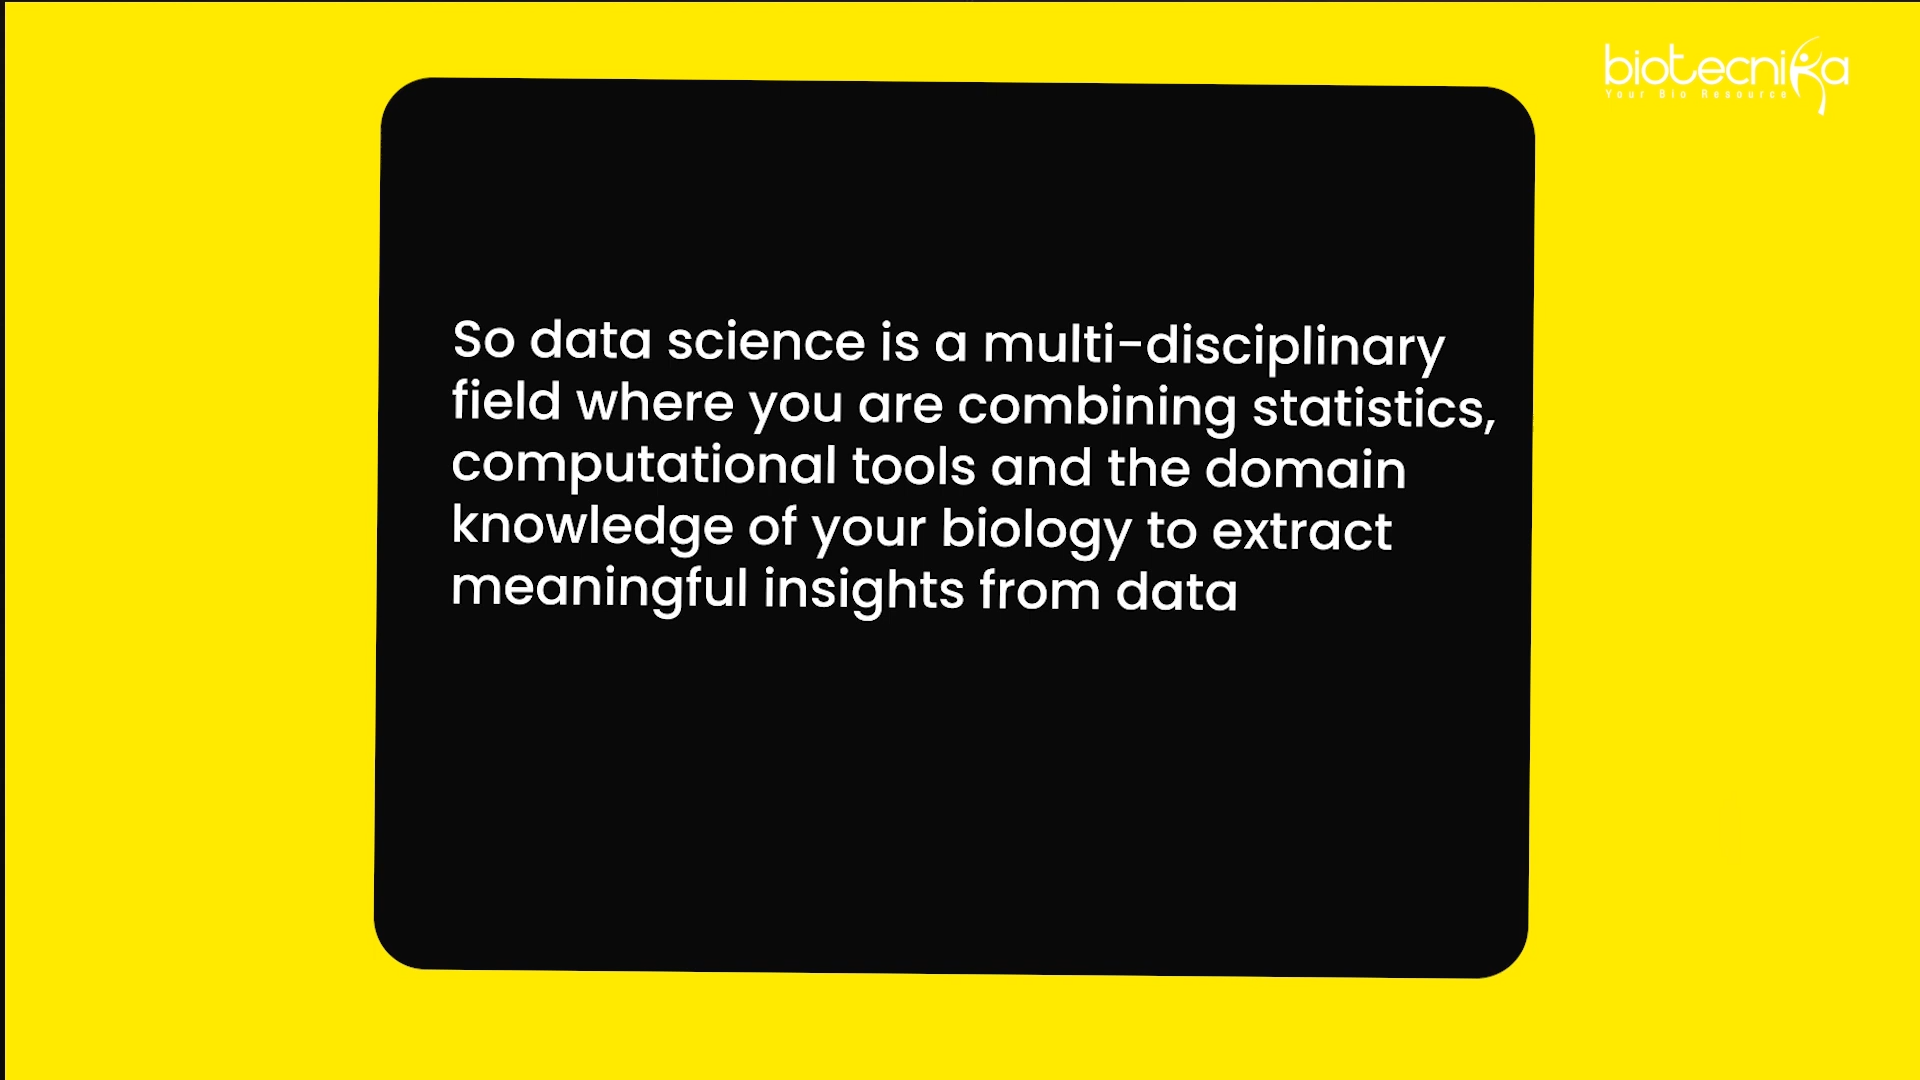 biotecnika
Your Bio Resource
So data science is a multi-disciplinary
field where you are combining statistics,
computational tools and the domain
knowledge of your biology to extract
meaningful insights from data